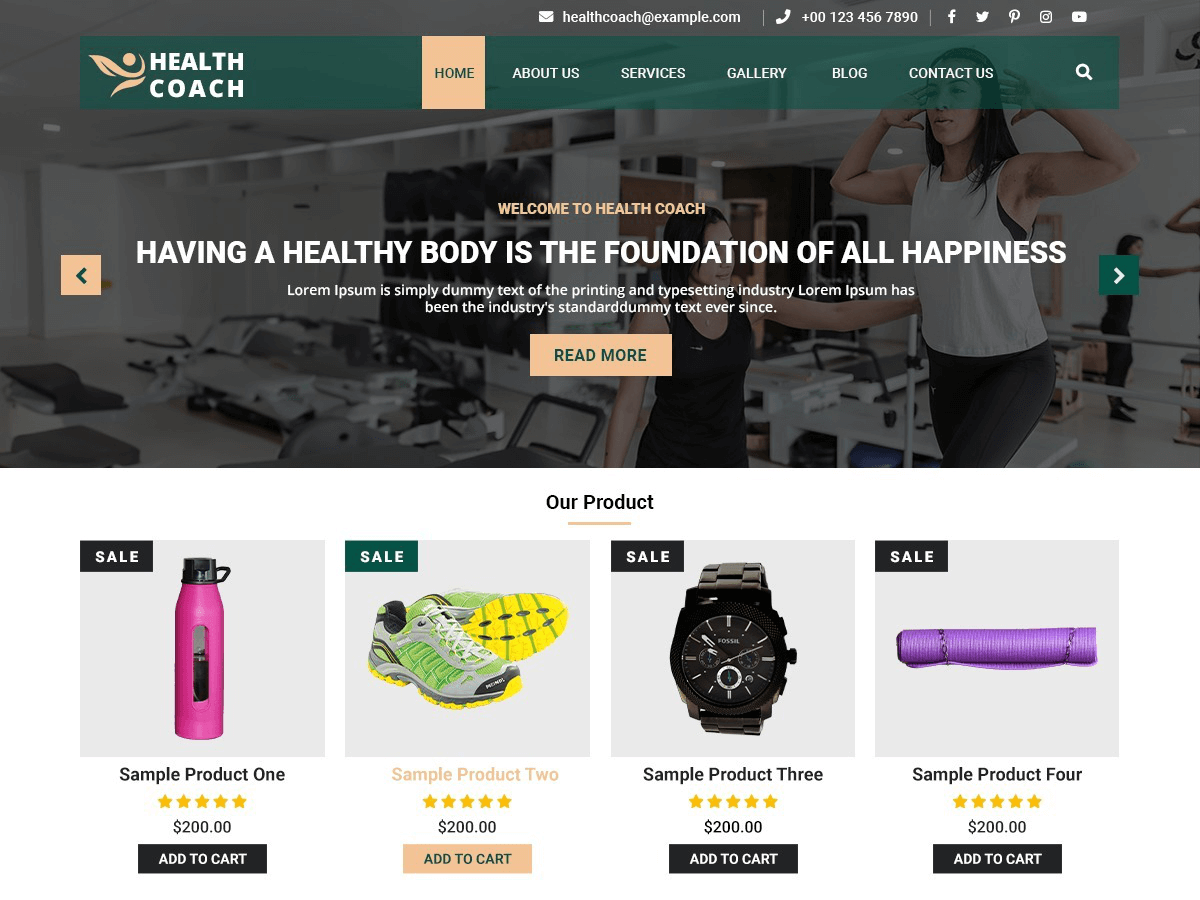 healthcoach@example.com
+00 123 456 7890
HEALTH
COACH
HOME
ABOUT US
SERVICES
GALLERY
BLOG
CONTACT US
WELCOME TO HEALTH COACH
HAVING A HEALTHY BODY IS THE FOUNDATION OF ALL HAPPINESS
Lorem Ipsum is simply dummy text of the printing and typesetting industry Lorem Ipsum has
been the industry's standarddummy text ever since.
READ MORE
Our Product
SALE
SALE
SALE
SALE
FOSSIL
Sample Product One
Sample Product Two
Sample Product Three
Sample Product Four
$200.00
$200.00
$200.00
$200.00
ADD TO CART
ADD TO CART
ADD TO CART
ADD TO CART